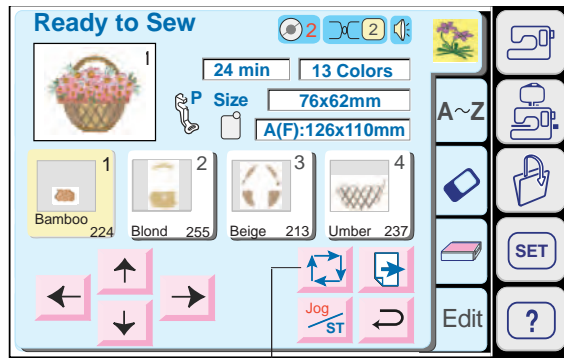 Ready to Sew
2
2
1
24 min
13 Colors
P
Size
76x62mm
A(F):126x110mm
A~Z
1
Bamboo
224
2
Blond
255
3
Beige
213
4
Umber
237
SET
Jog
ST
Edit
?